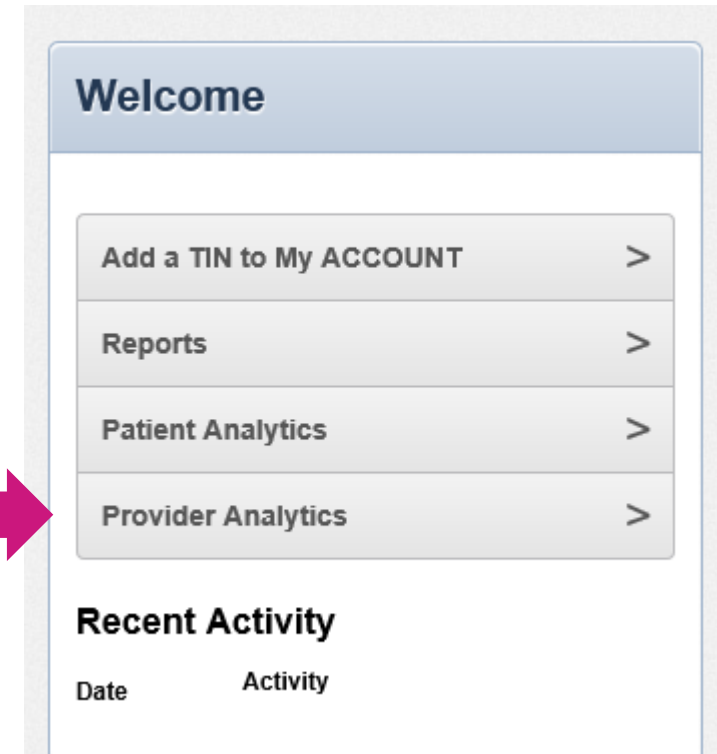 Welcome
Add a TIN to My ACCOUNT >
Reports >
Patient Analytics >
Provider Analytics >
Recent Activity
Date Activity